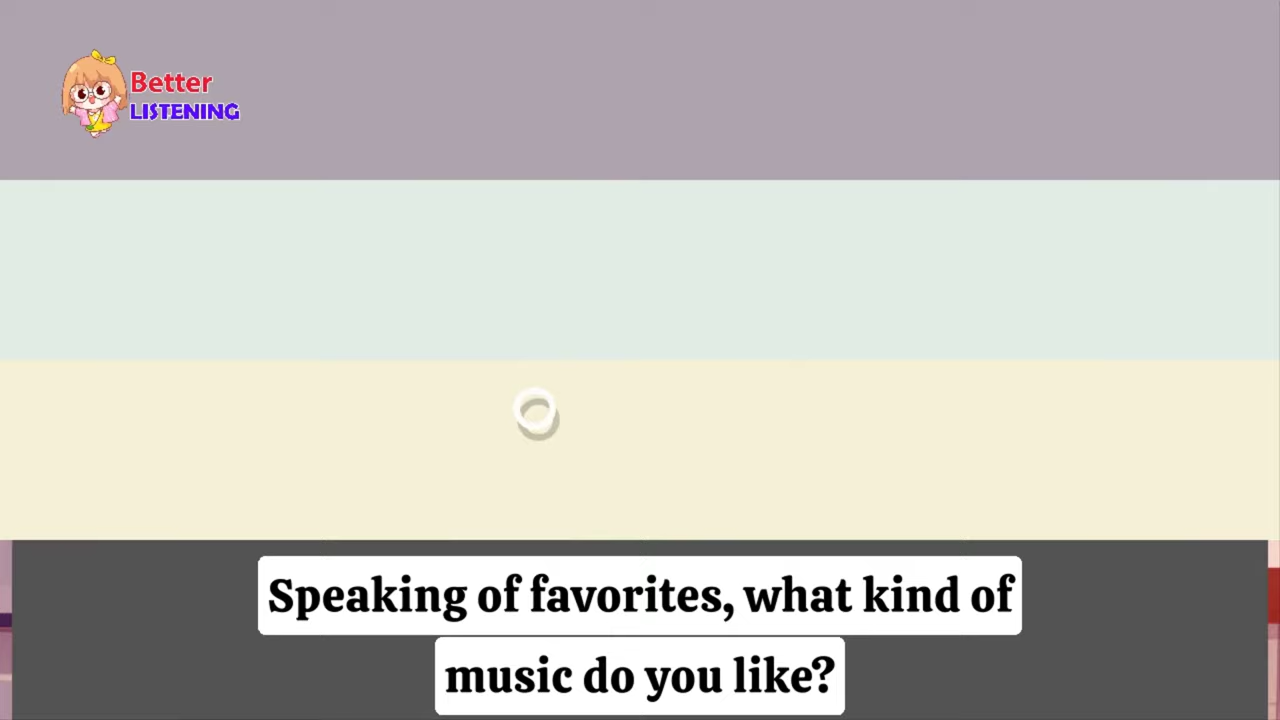 Better
LISTENING
Speaking of favorites, what kind of
music do you like?